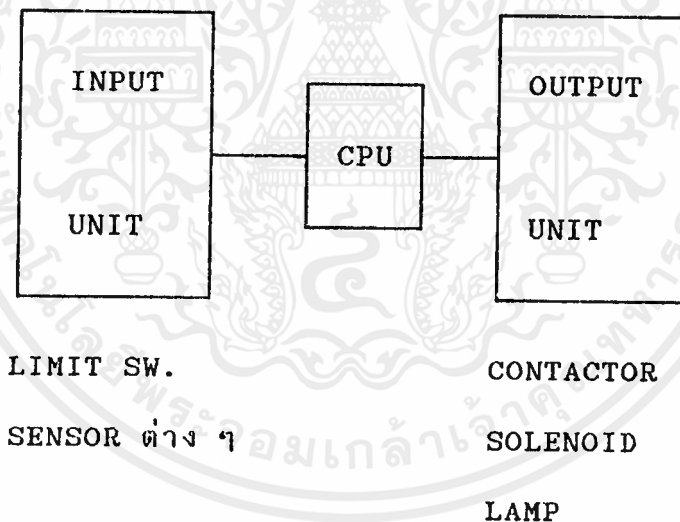 INPUT
UNIT
CPU
OUTPUT
UNIT
LIMIT SW.
SENSOR ต่าง ๆ
CONTACTOR
SOLENOID
LAMP